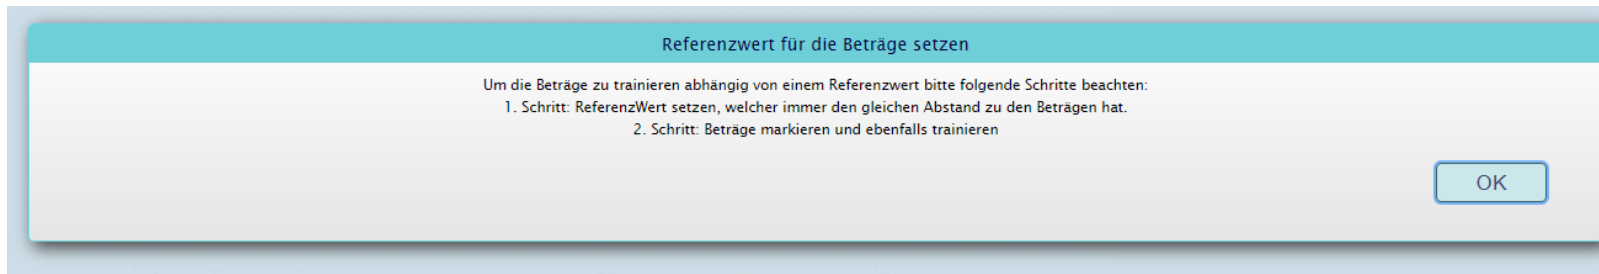 Referenzwert für die Beträge setzen
Um die Beträge zu trainieren abhängig von einem Referenzwert bitte folgende Schritte beachten:
1. Schritt: ReferenzWert setzen, welcher immer den gleichen Abstand zu den Beträgen hat.
2. Schritt: Beträge markieren und ebenfalls trainieren
OK